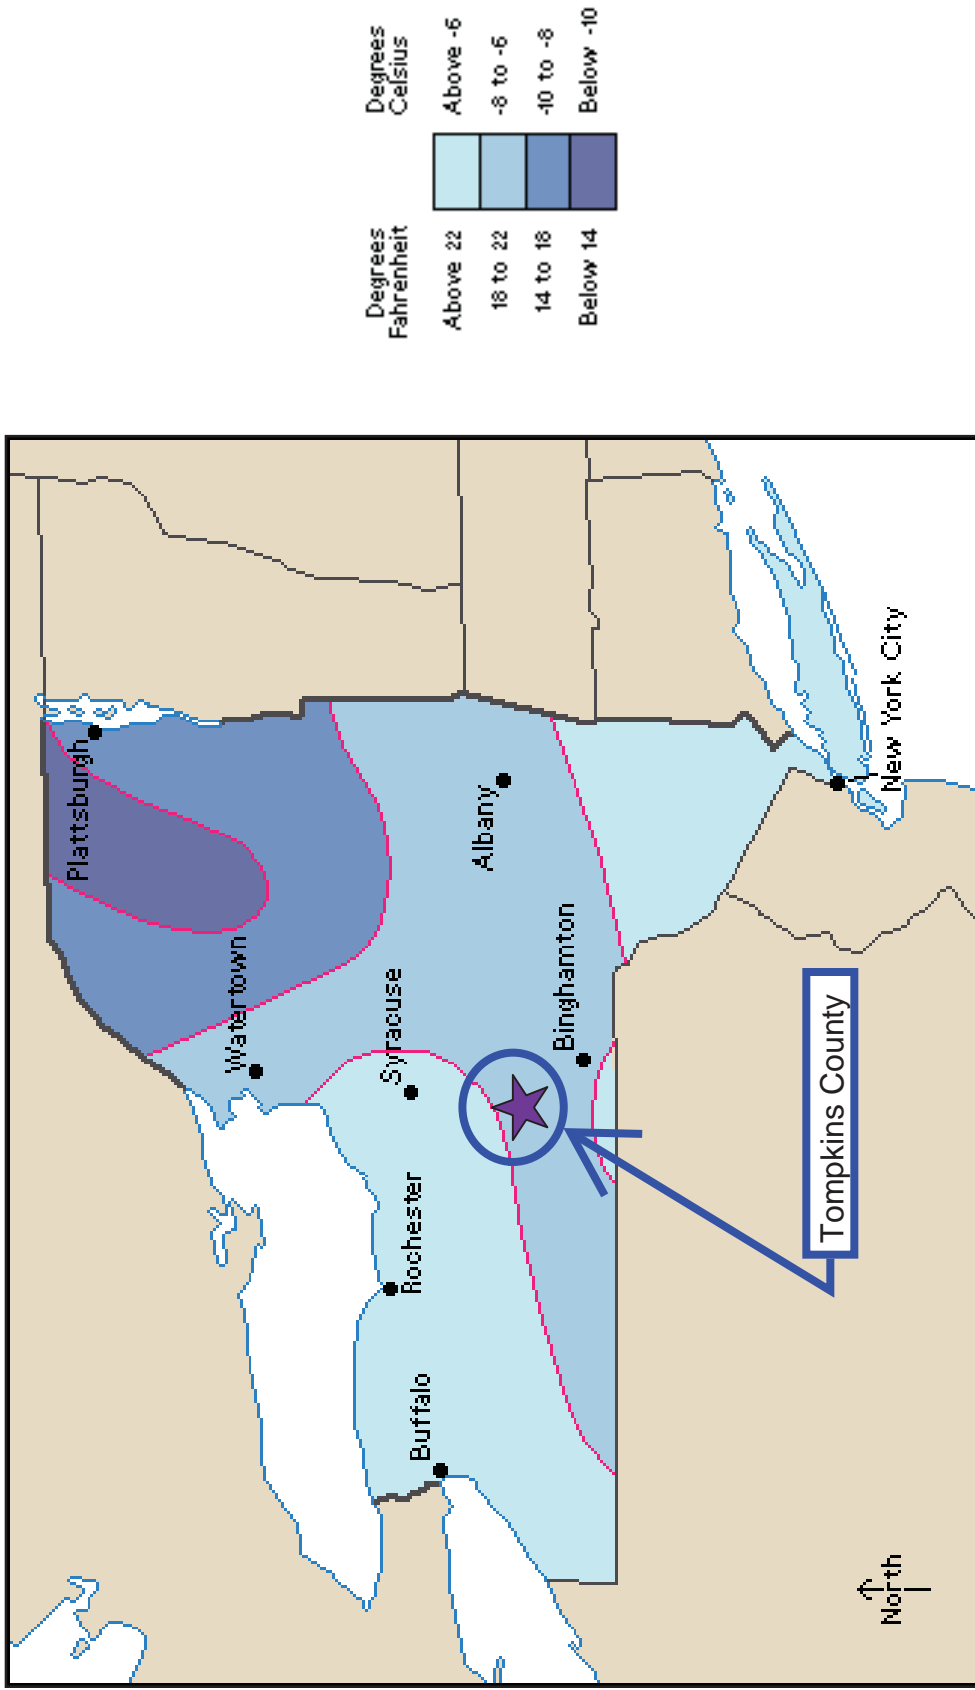 Plattsburgh
Watertown
Syracuse
Rochester
Buffalo
Albany
Binghamton
New York City
Tompkins County
North
Degrees
Fahrenheit
Degrees
Celsius
Above 22
Above -6
18 to 22
-8 to -6
14 to 18
-10 to -8
Below 14
Below -10